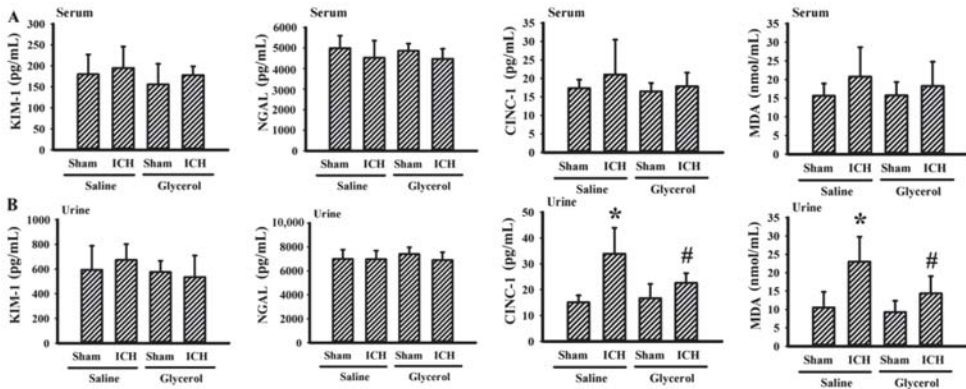 A
Serum
KIM-1 (pg/mL)
300
250
200
150
100
50
0
Sham ICH Sham ICH
Saline Glycerol
Serum
NGAL (pg/mL)
6000
5000
4000
3000
2000
1000
0
Sham ICH Sham ICH
Saline Glycerol
Serum
CINC-1 (pg/mL)
35
30
25
20
15
10
5
0
Sham ICH Sham ICH
Saline Glycerol
Serum
MDA (nmol/mL)
35
30
25
20
15
10
5
0
Sham ICH Sham ICH
Saline Glycerol
B
Urine
KIM-1 (pg/mL)
1000
800
600
400
200
0
Sham ICH Sham ICH
Saline Glycerol
Urine
NGAL (pg/mL)
10,000
8000
6000
4000
2000
0
Sham ICH Sham ICH
Saline Glycerol
Urine
CINC-1 (pg/mL)
50
40
30
20
10
0
*
#
Sham ICH Sham ICH
Saline Glycerol
Urine
MDA (nmol/mL)
35
30
25
20
15
10
5
0
*
#
Sham ICH Sham ICH
Saline Glycerol